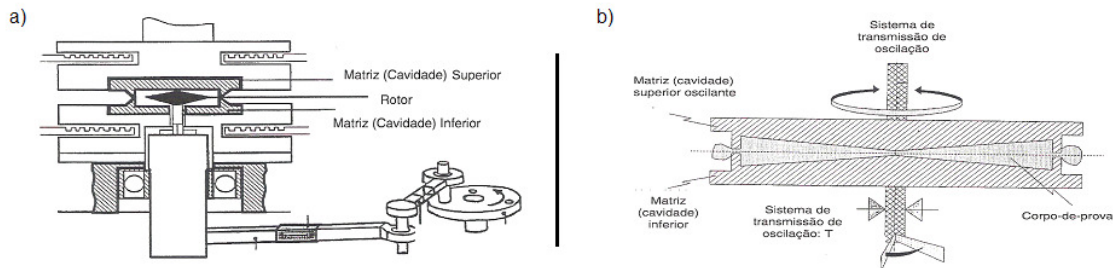 a)
Matriz (Cavidade) Superior
Rotor
Matriz (Cavidade) Inferior
b)
Sistema de
transmissão de
oscilação
Matriz (cavidade)
superior oscilante
Matriz
(cavidade)
inferior
Sistema de
transmissão de
oscilação: T
Corpo-de-prova